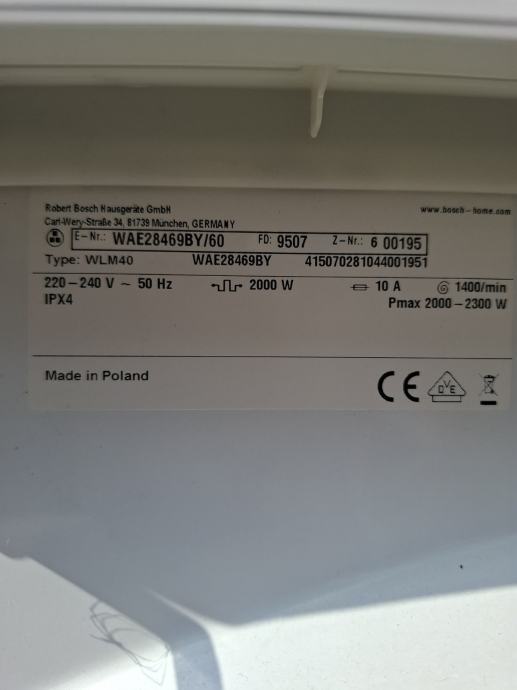 Robert Bosch Hausgeräte GmbH
www.bosch-home.com
Carl-Wery-Straße 34, 81739 München, GERMANY
E-Nr.: WAE28469BY/60 FD: 9507 Z-Nr.: 6 00195
Type: WLM40 WAE28469BY 415070281044001951
220-240 V ~ 50 Hz 2000 W 10 A 1400/min
IPX4 Pmax 2000-2300 W
Made in Poland
CE DVE